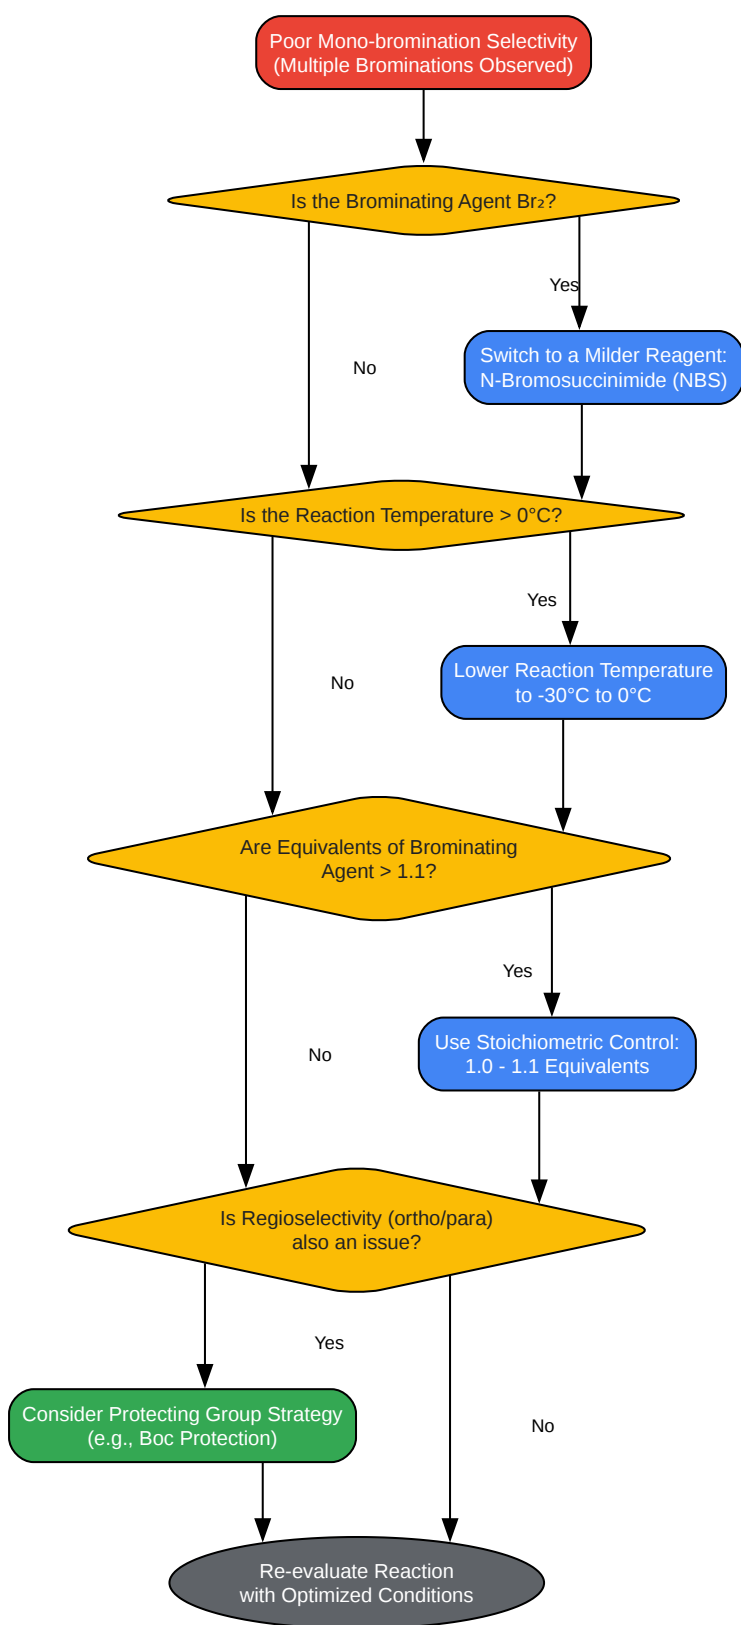 Poor Mono-bromination Selectivity
(Multiple Brominations Observed)
Is the Brominating Agent Br₂?
Yes
Switch to a Milder Reagent:
N-Bromosuccinimide (NBS)
No
Is the Reaction Temperature > 0°C?
Yes
Lower Reaction Temperature
to -30°C to 0°C
No
Are Equivalents of Brominating
Agent > 1.1?
Yes
Use Stoichiometric Control:
1.0 - 1.1 Equivalents
No
Is Regioselectivity (ortho/para)
also an issue?
Yes
Consider Protecting Group Strategy
(e.g., Boc Protection)
No
Re-evaluate Reaction
with Optimized Conditions